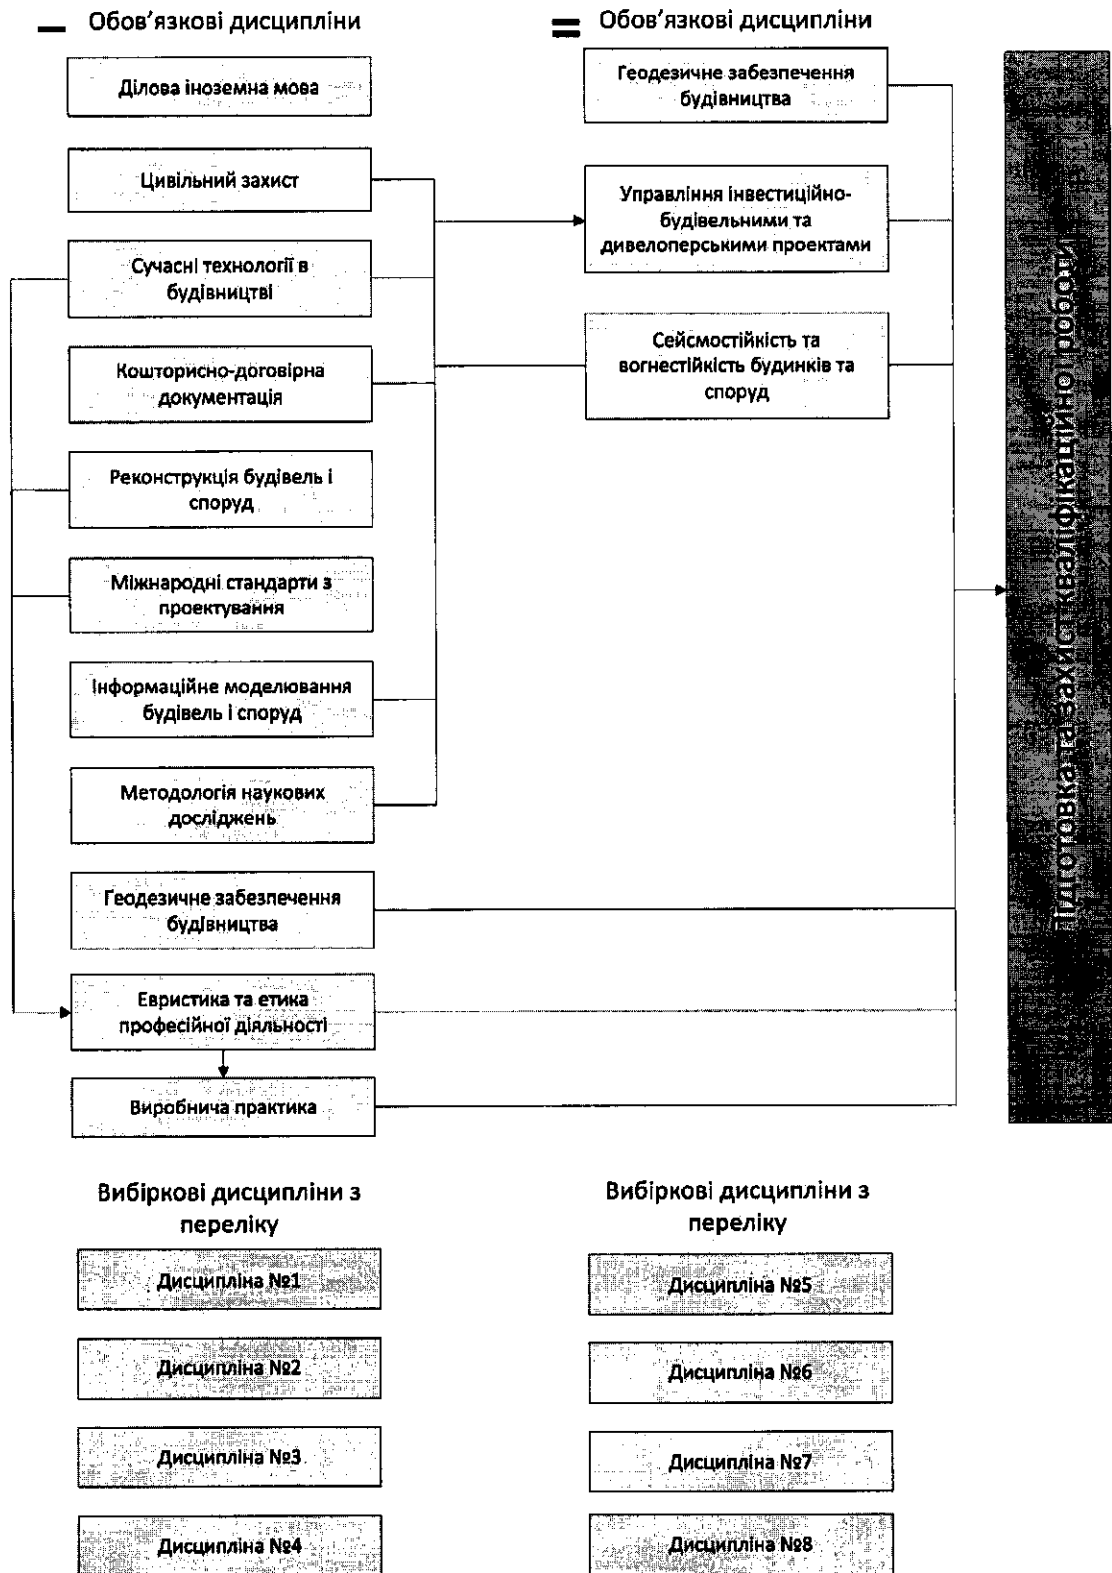 Обов’язкові дисципліни
Ділова іноземна мова
Цивільний захист
Сучасні технології в
будівництві
Кошторисно-договірна
документація
Реконструкція будівель і
споруд
Міжнародні стандарти з
проектування
Інформаційне моделювання
будівель і споруд
Методологія наукових
досліджень
Геодезичне забезпечення
будівництва
Евристика та етика
професійної діяльності
Виробнича практика
Обов’язкові дисципліни
Геодезичне забезпечення
будівництва
Управління інвестиційно-
будівельними та
дивелоперськими проектами
Сейсмостійкість та
вогнестійкість будинків та
споруд
Підготовка та захист кваліфікаційної роботи
Вибіркові дисципліни з
переліку
Дисципліна №1
Дисципліна №2
Дисципліна №3
Дисципліна №4
Вибіркові дисципліни з
переліку
Дисципліна №5
Дисципліна №6
Дисципліна №7
Дисципліна №8